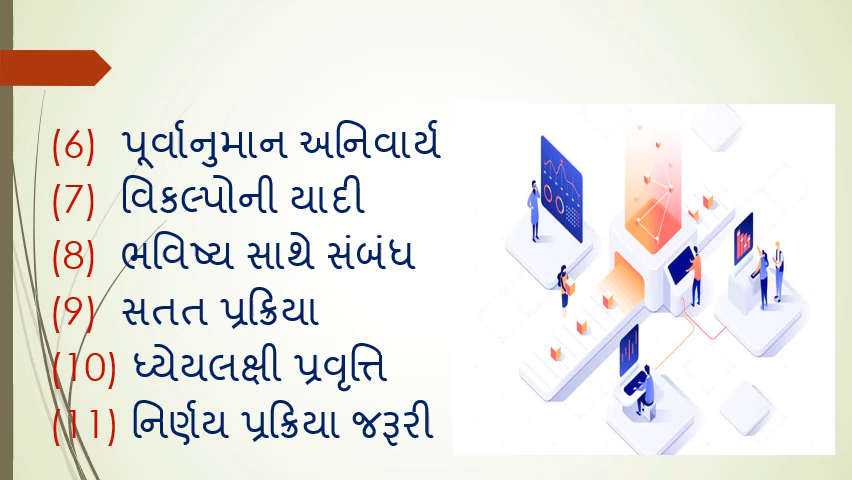 (6) પૂર્વાનુમાન અનિવાર્ય
(7) વિકલ્પોની યાદી
(8) ભવિષ્ય સાથે સંબંધ
(9) સતત પ્રક્રિયા
(10) ધ્યેયલક્ષી પ્રવૃત્તિ
(11) નિર્ણય પ્રક્રિયા જરૂરી